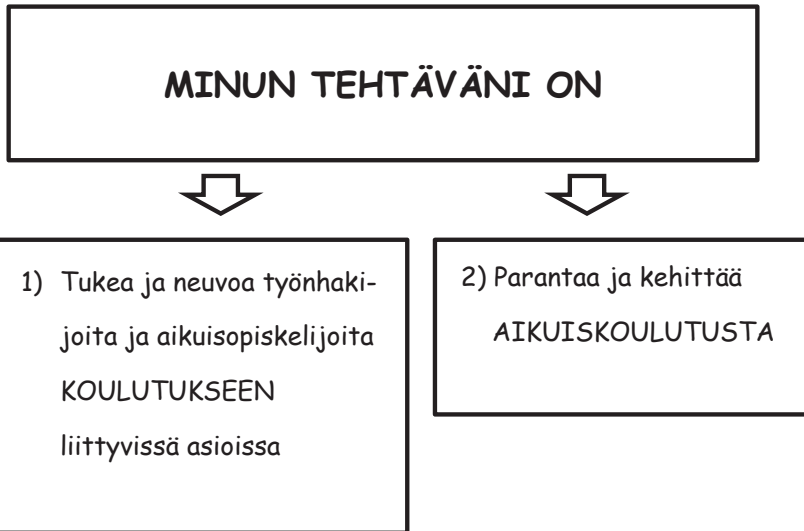 MINUN TEHTÄVÄNI ON
1) Tukea ja neuvoa työnhaki-
joita ja aikuisopiskelijoita
KOULUTUKSEEN
liittyvissä asioissa
2) Parantaa ja kehittää
AIKUISKOULUTUSTA